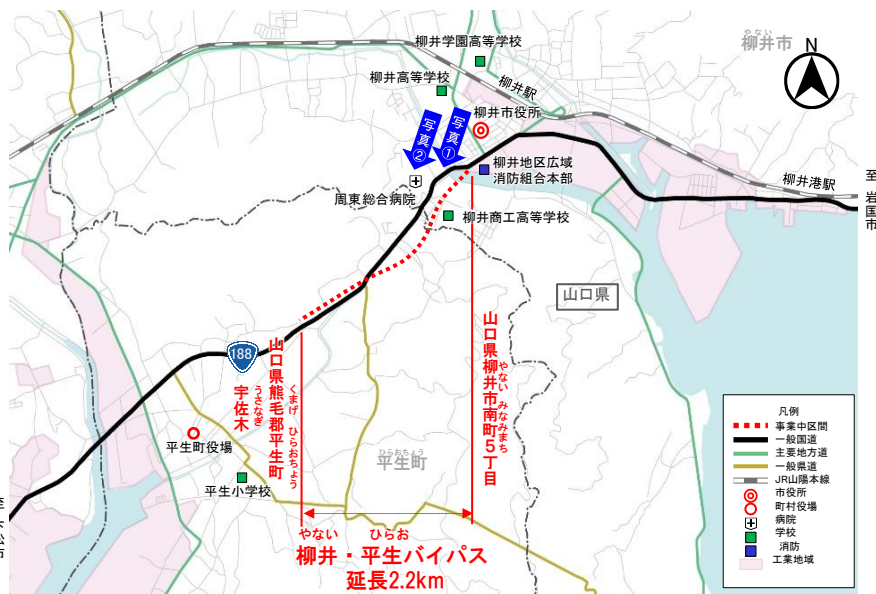 柳井学園高等学校
やない
柳井市
N
柳井高等学校
柳井駅
柳井市役所
写真②
写真①
柳井地区広域
消防組合本部
柳井港駅
至 岩国市
周東総合病院
柳井商工高等学校
山口県
188
山口県熊毛郡平生町
くまげ ひらおちょう
宇佐木
うさなぎ
山口県柳井市南町5丁目
やない みなみまち
平生町役場
ひらおちょう
平生町
平生小学校
至 下松市
やない ひらお
柳井・平生バイパス
延長2.2km
凡例
事業中区間
一般国道
主要地方道
一般県道
JR山陽本線
市役所
町村役場
病院
学校
消防
工業地域